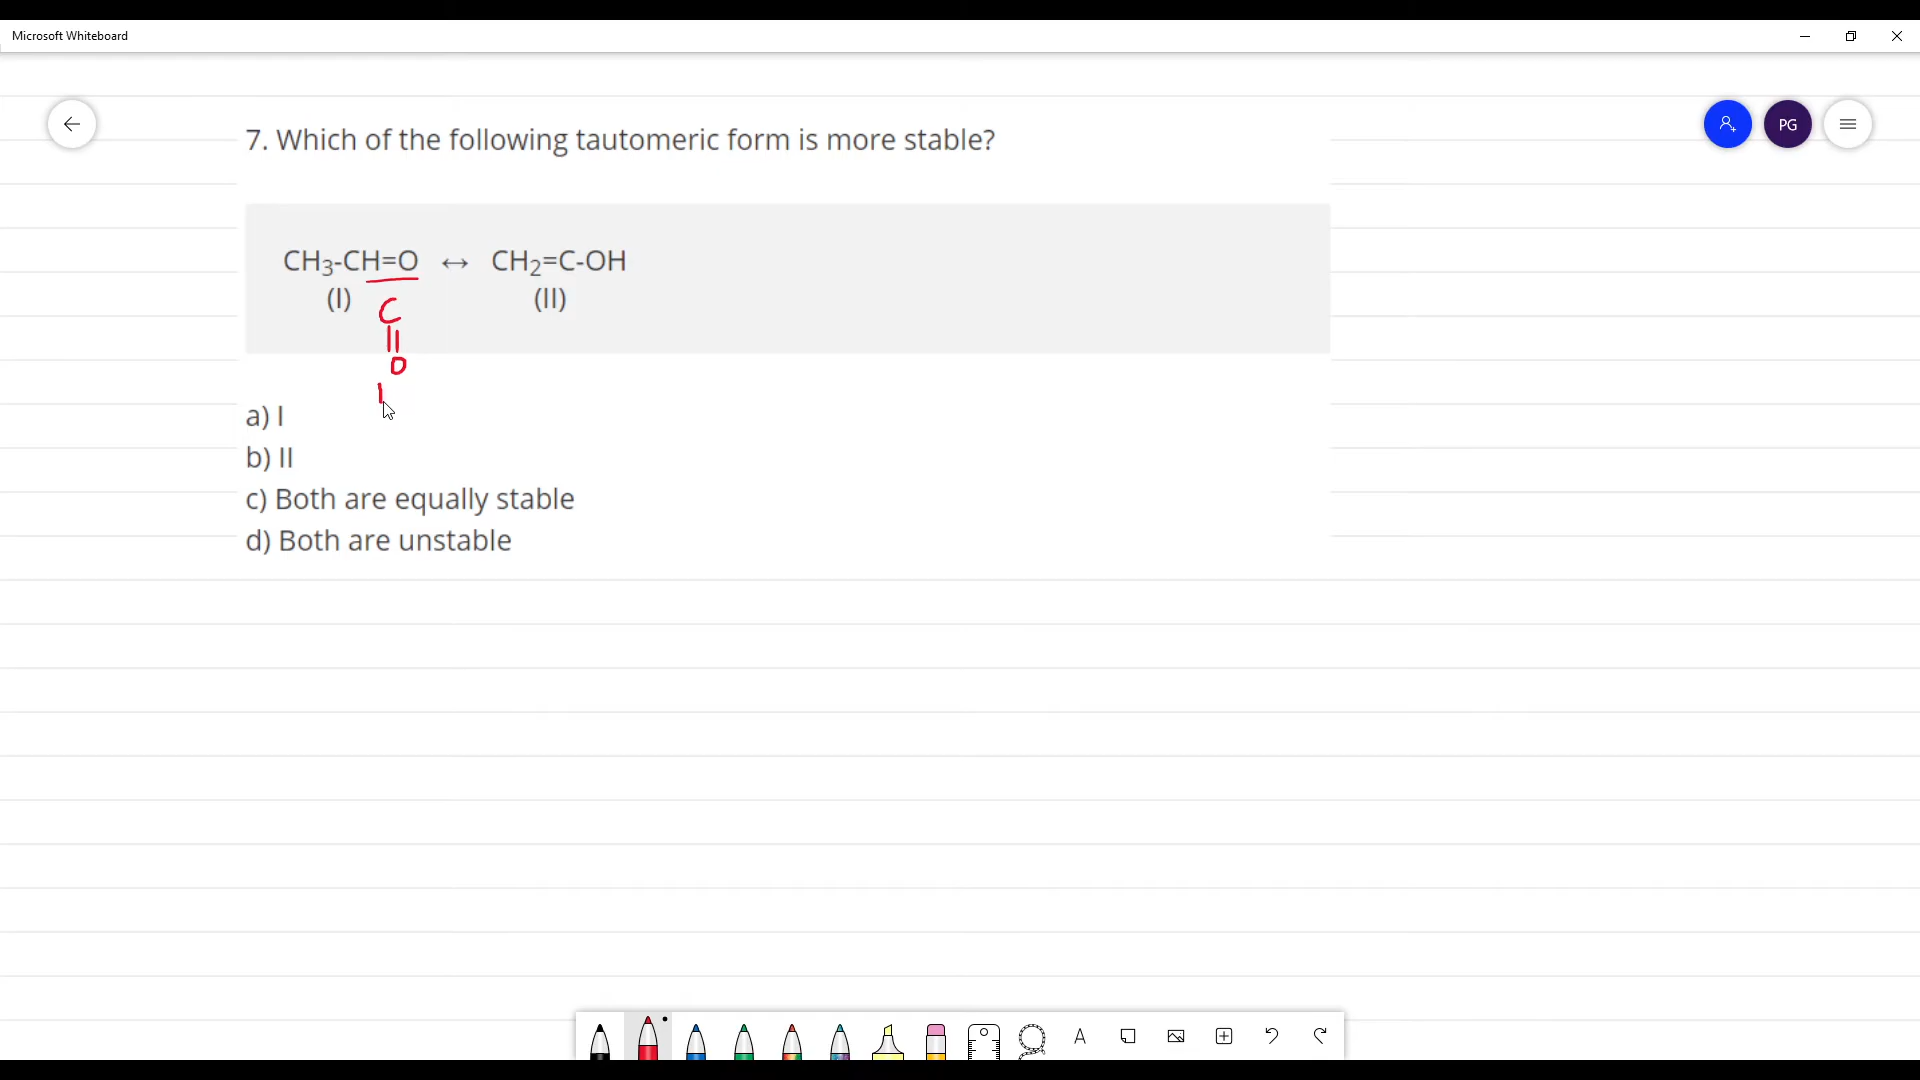 Microsoft Whiteboard
PG
7. Which of the following tautomeric form is more stable?
CH₃-CH=O ↔ CH₂=C-OH
(I) (II)
C
||
O
a) I
b) II
c) Both are equally stable
d) Both are unstable
A